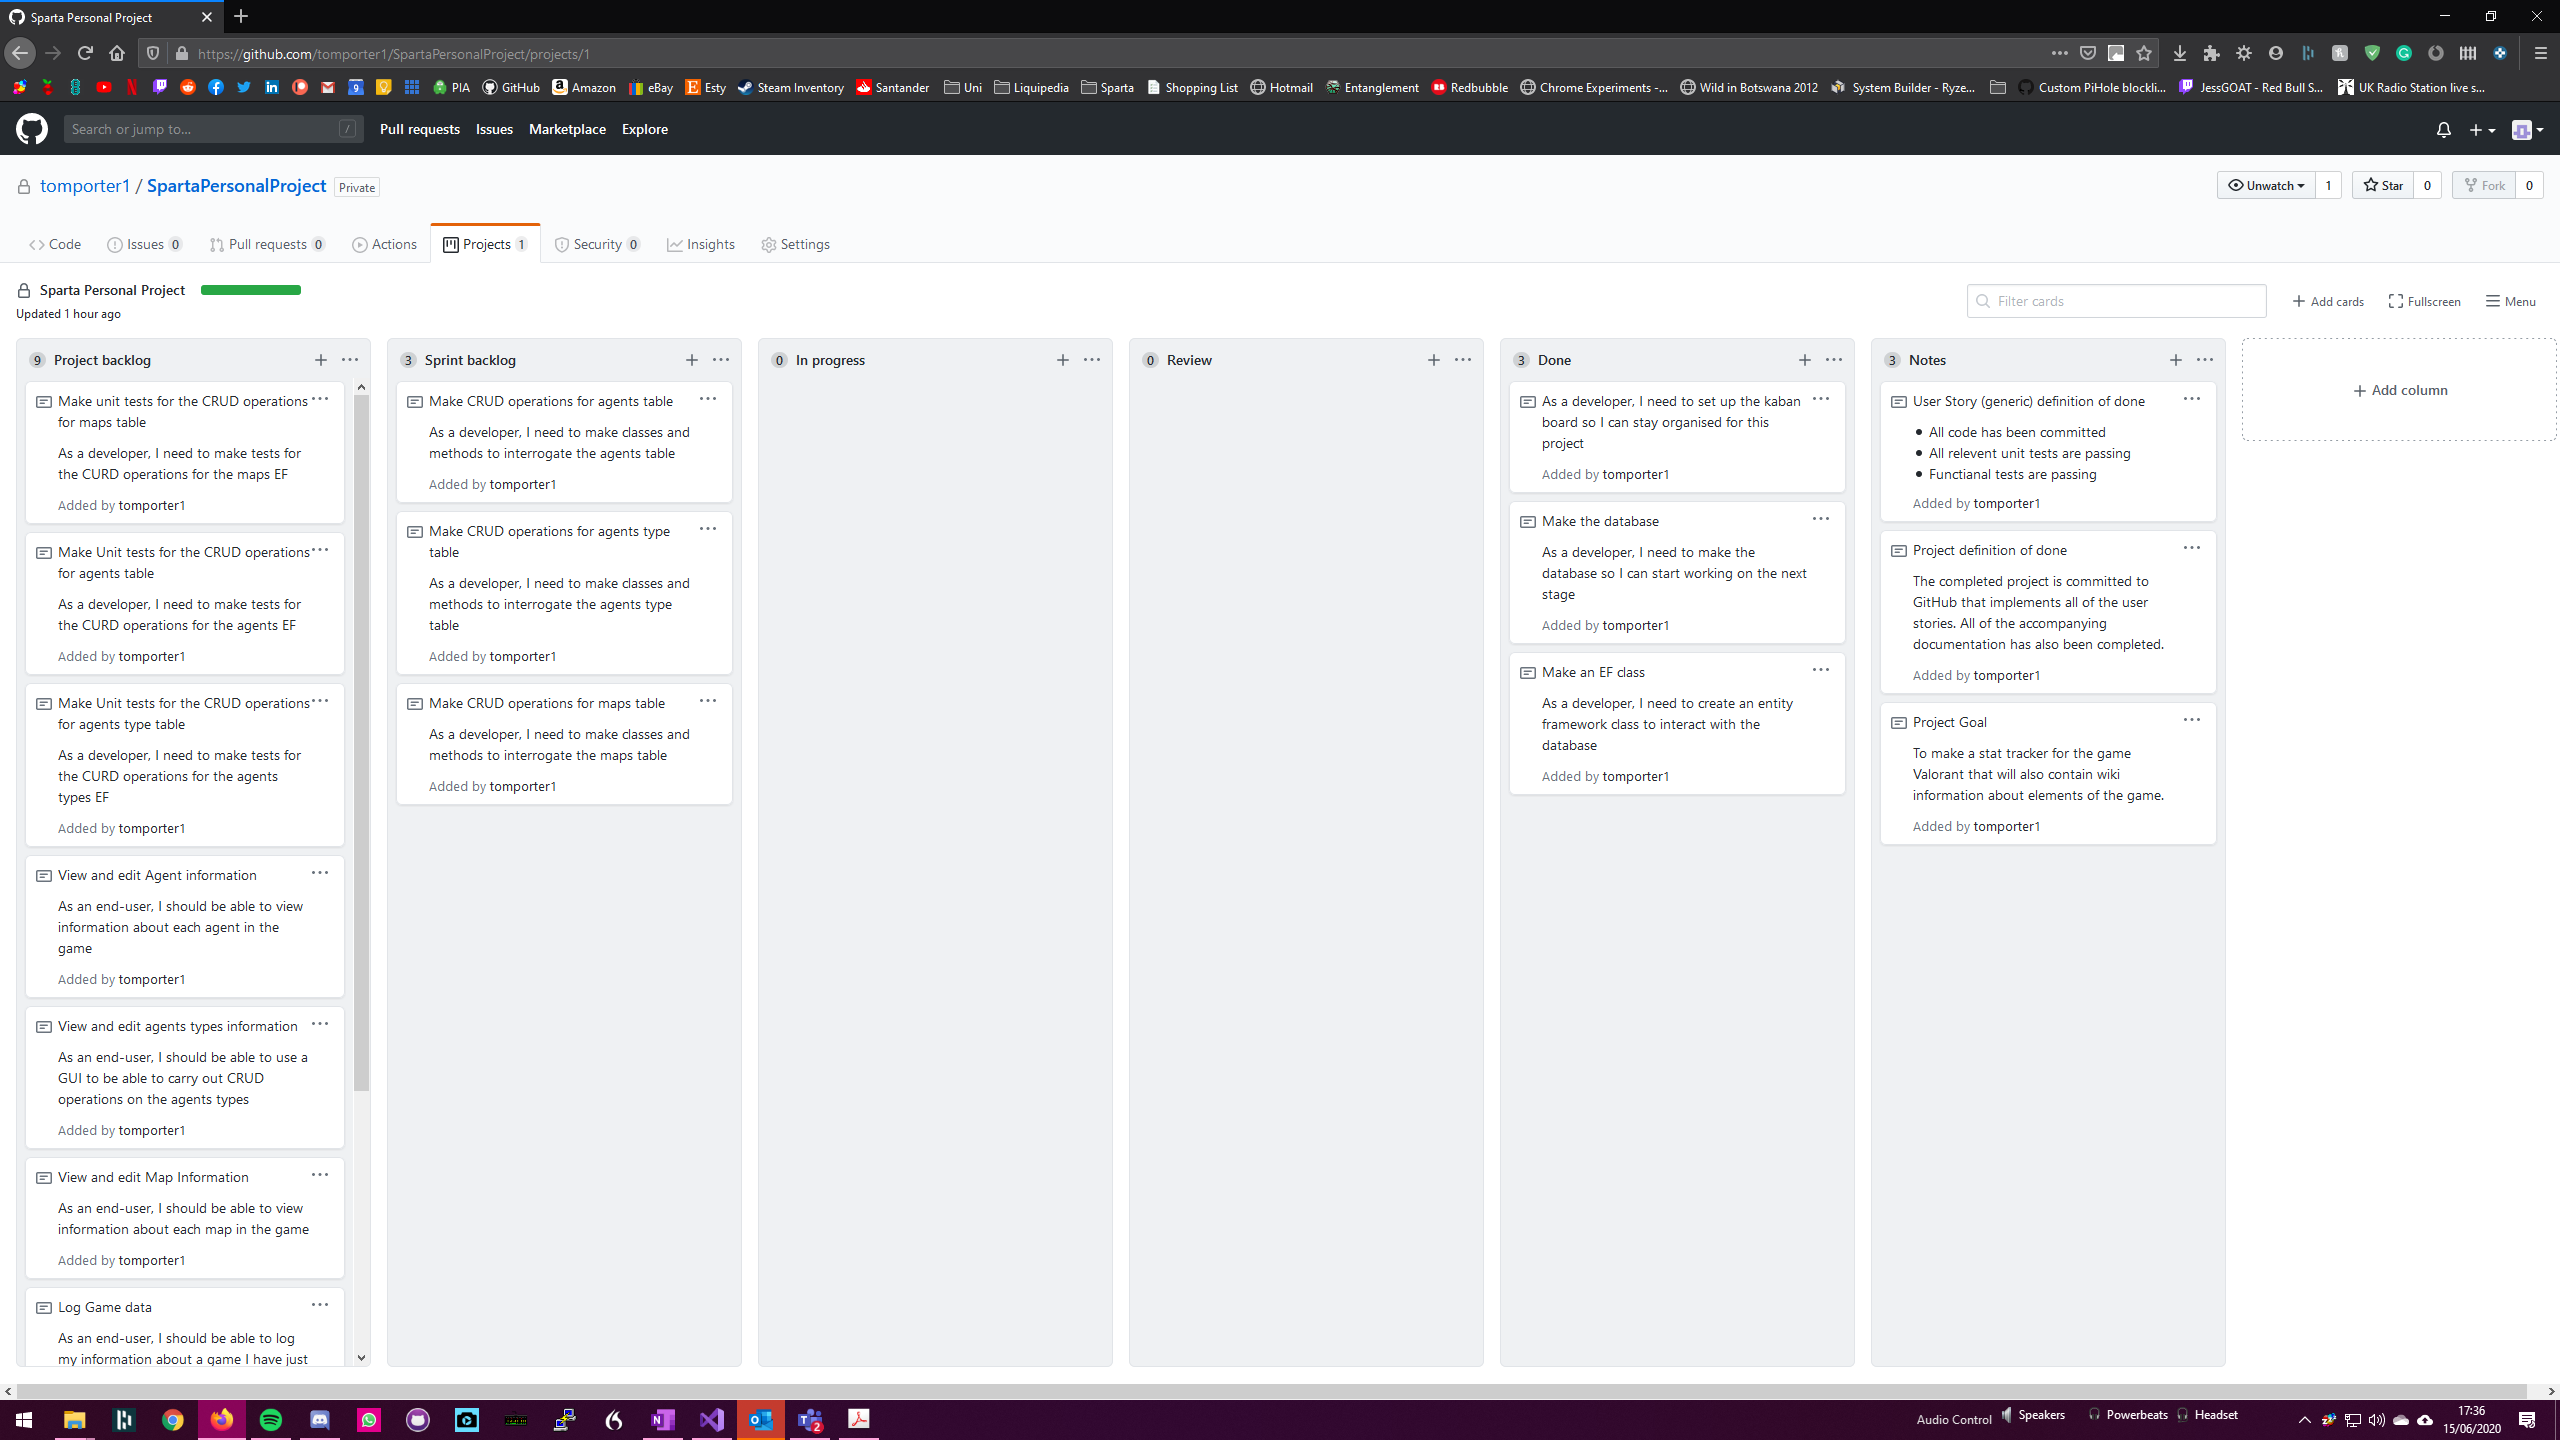 Sparta Personal Project
https://github.com/tomporter1/SpartaPersonalProject/projects/1
PIA
GitHub
Amazon
eBay
Esty
Steam Inventory
Santander
Uni
Liquipedia
Sparta
Shopping List
Hotmail
Entanglement
Redbubble
Chrome Experiments -...
Wild in Botswana 2012
System Builder - Ryze...
Custom PiHole blockli...
JessGOAT - Red Bull S...
UK Radio Station live s...
Search or jump to... /
Pull requests
Issues
Marketplace
Explore
tomporter1 / SpartaPersonalProject Private
Unwatch 1
Star 0
Fork 0
Code
Issues 0
Pull requests 0
Actions
Projects 1
Security 0
Insights
Settings
Sparta Personal Project
Updated 1 hour ago
Filter cards
Add cards
Fullscreen
Menu
9 Project backlog
Make unit tests for the CRUD operations
for maps table
As a developer, I need to make tests for
the CURD operations for the maps EF
Added by tomporter1
Make Unit tests for the CRUD operations
for agents table
As a developer, I need to make tests for
the CURD operations for the agents EF
Added by tomporter1
Make Unit tests for the CRUD operations
for agents type table
As a developer, I need to make tests for
the CURD operations for the agents
types EF
Added by tomporter1
View and edit Agent information
As an end-user, I should be able to view
information about each agent in the
game
Added by tomporter1
View and edit agents types information
As an end-user, I should be able to use a
GUI to be able to carry out CRUD
operations on the agents types
Added by tomporter1
View and edit Map Information
As an end-user, I should be able to view
information about each map in the game
Added by tomporter1
Log Game data
As an end-user, I should be able to log
my information about a game I have just
3 Sprint backlog
Make CRUD operations for agents table
As a developer, I need to make classes and
methods to interrogate the agents table
Added by tomporter1
Make CRUD operations for agents type
table
As a developer, I need to make classes and
methods to interrogate the agents type
table
Added by tomporter1
Make CRUD operations for maps table
As a developer, I need to make classes and
methods to interrogate the maps table
Added by tomporter1
0 In progress
0 Review
3 Done
As a developer, I need to set up the kaban
board so I can stay organised for this
project
Added by tomporter1
Make the database
As a developer, I need to make the
database so I can start working on the next
stage
Added by tomporter1
Make an EF class
As a developer, I need to create an entity
framework class to interact with the
database
Added by tomporter1
3 Notes
User Story (generic) definition of done
All code has been committed
All relevent unit tests are passing
Functianal tests are passing
Added by tomporter1
Project definition of done
The completed project is committed to
GitHub that implements all of the user
stories. All of the accompanying
documentation has also been completed.
Added by tomporter1
Project Goal
To make a stat tracker for the game
Valorant that will also contain wiki
information about elements of the game.
Added by tomporter1
Add column
Audio Control
Speakers
Powerbeats
Headset
17:36
15/06/2020